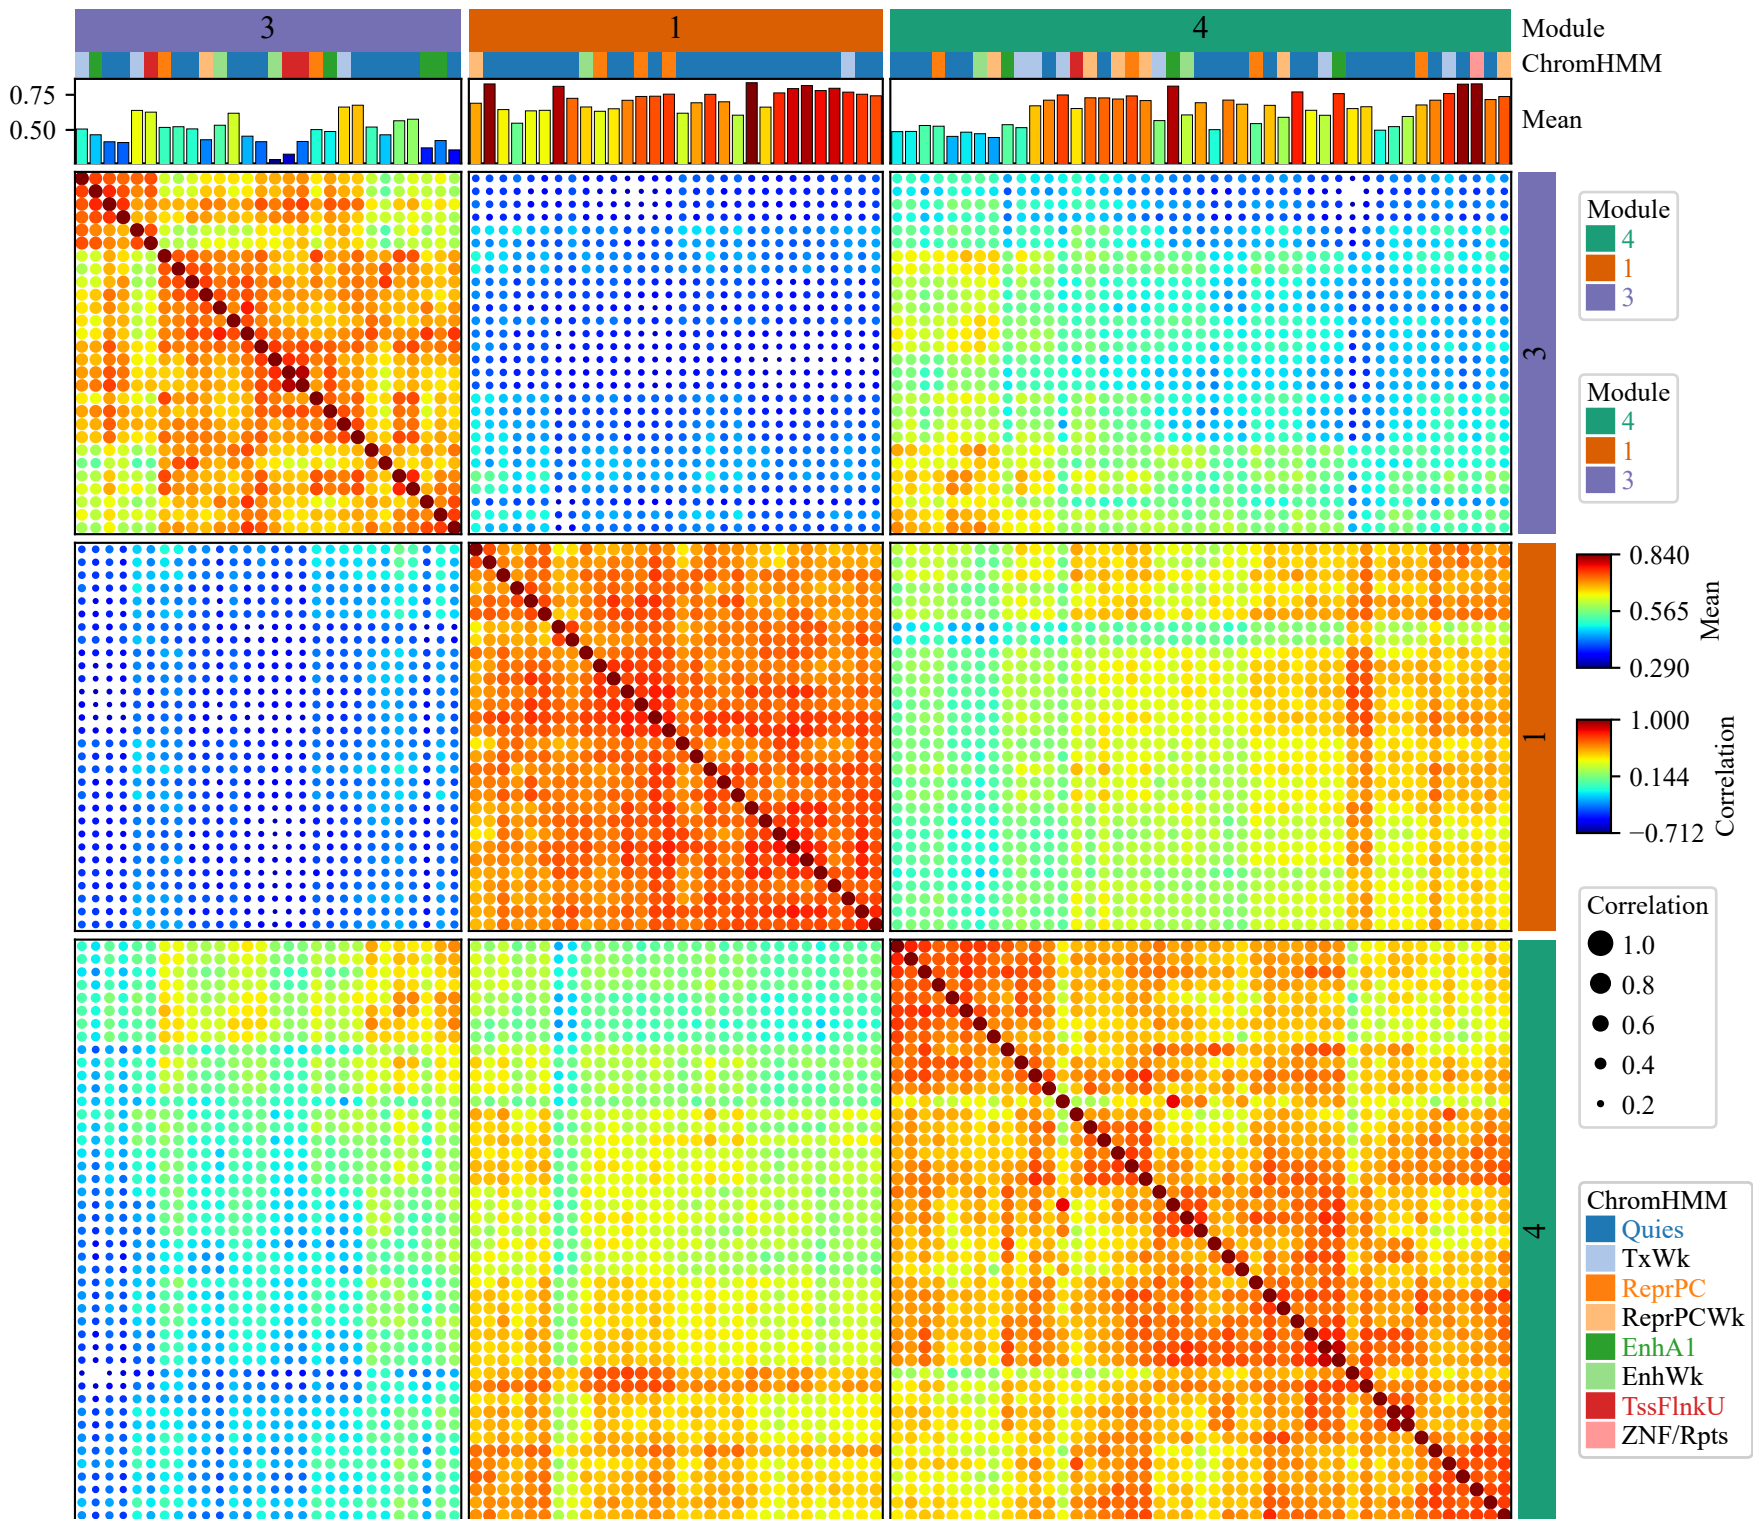 3 1 4 Module
ChromHMM
0.75
0.50
Mean
3
1
4
Module
4
1
3
Module
4
1
3
0.840
0.565
0.290
Mean
1.000
0.144
−0.712
Correlation
Correlation
1.0
0.8
0.6
0.4
0.2
ChromHMM
Quies
TxWk
ReprPC
ReprPCWk
EnhA1
EnhWk
TssFlnkU
ZNF/Rpts